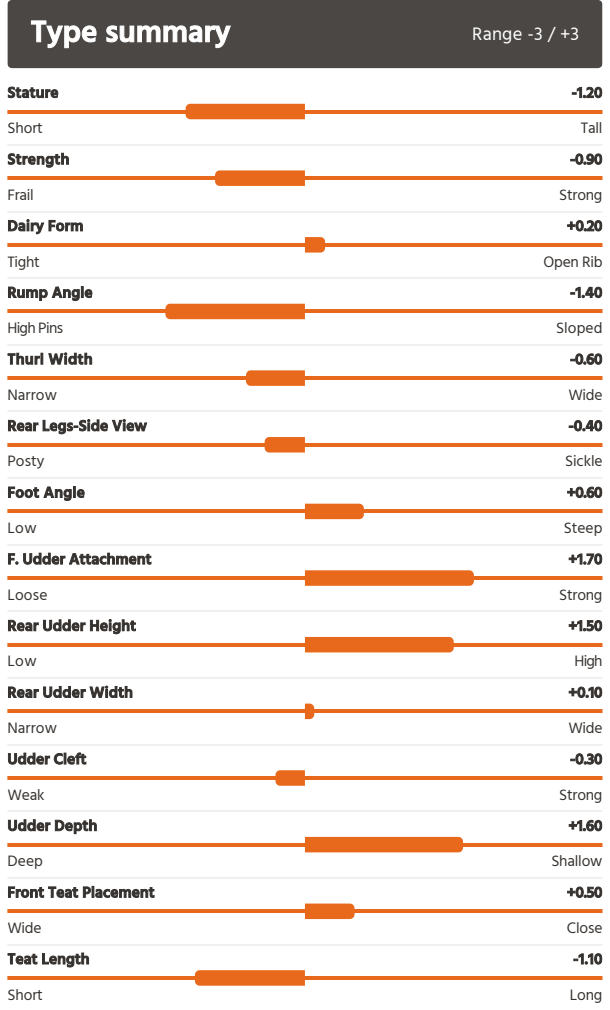 Type summary Range -3 / +3
Stature -1.20
Short Tall
Strength -0.90
Frail Strong
Dairy Form +0.20
Tight Open Rib
Rump Angle -1.40
High Pins Sloped
Thurl Width -0.60
Narrow Wide
Rear Legs-Side View -0.40
Posty Sickle
Foot Angle +0.60
Low Steep
F. Udder Attachment +1.70
Loose Strong
Rear Udder Height +1.50
Low High
Rear Udder Width +0.10
Narrow Wide
Udder Cleft -0.30
Weak Strong
Udder Depth +1.60
Deep Shallow
Front Teat Placement +0.50
Wide Close
Teat Length -1.10
Short Long